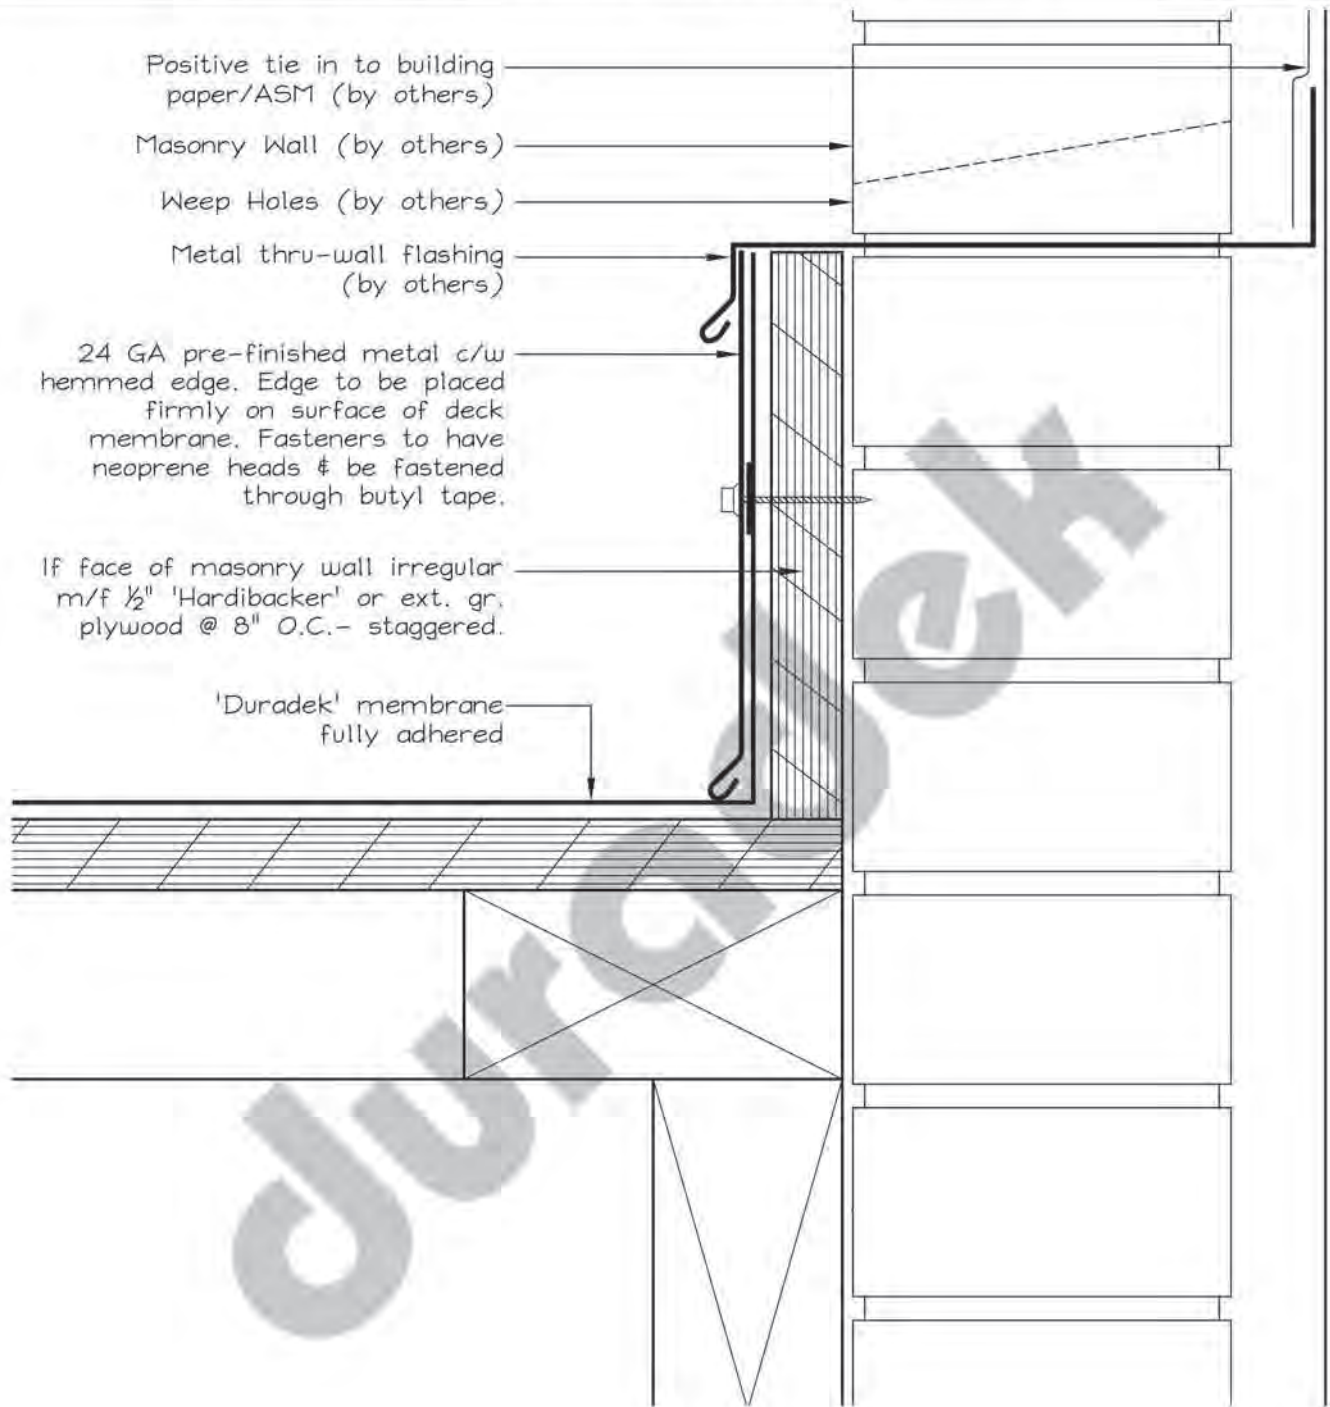 Positive tie in to building
paper/ASM (by others)
Masonry Wall (by others)
Weep Holes (by others)
Metal thru-wall flashing
(by others)
24 GA pre-finished metal c/w
hemmed edge. Edge to be placed
firmly on surface of deck
membrane. Fasteners to have
neoprene heads & be fastened
through butyl tape.
If face of masonry wall irregular
m/f ½" 'Hardibacker' or ext. gr.
plywood @ 8" O.C.- staggered.
'Duradek' membrane
fully adhered
duradek